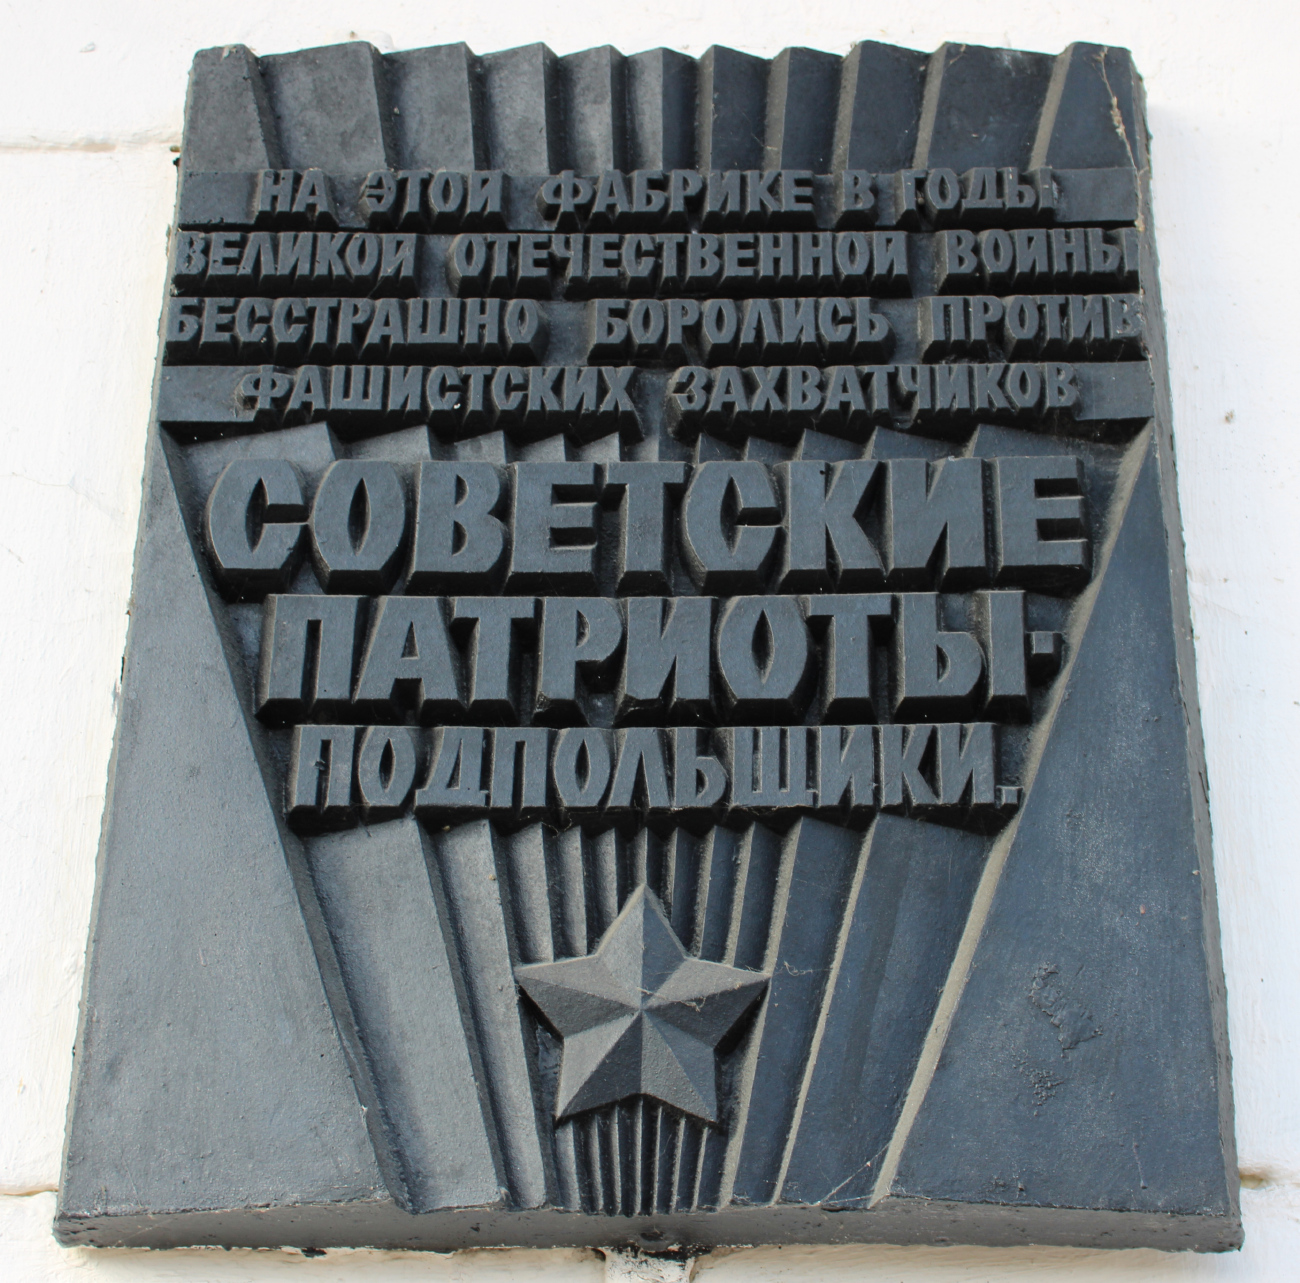 НА ЭТОЙ ФАБРИКЕ В ГОДЫ
ВЕЛИКОЙ ОТЕЧЕСТВЕННОЙ ВОЙНЫ
БЕССТРАШНО БОРОЛИСЬ ПРОТИВ
ФАШИСТСКИХ ЗАХВАТЧИКОВ
СОВЕТСКИЕ
ПАТРИОТЫ-
ПОДПОЛЬЩИКИ.